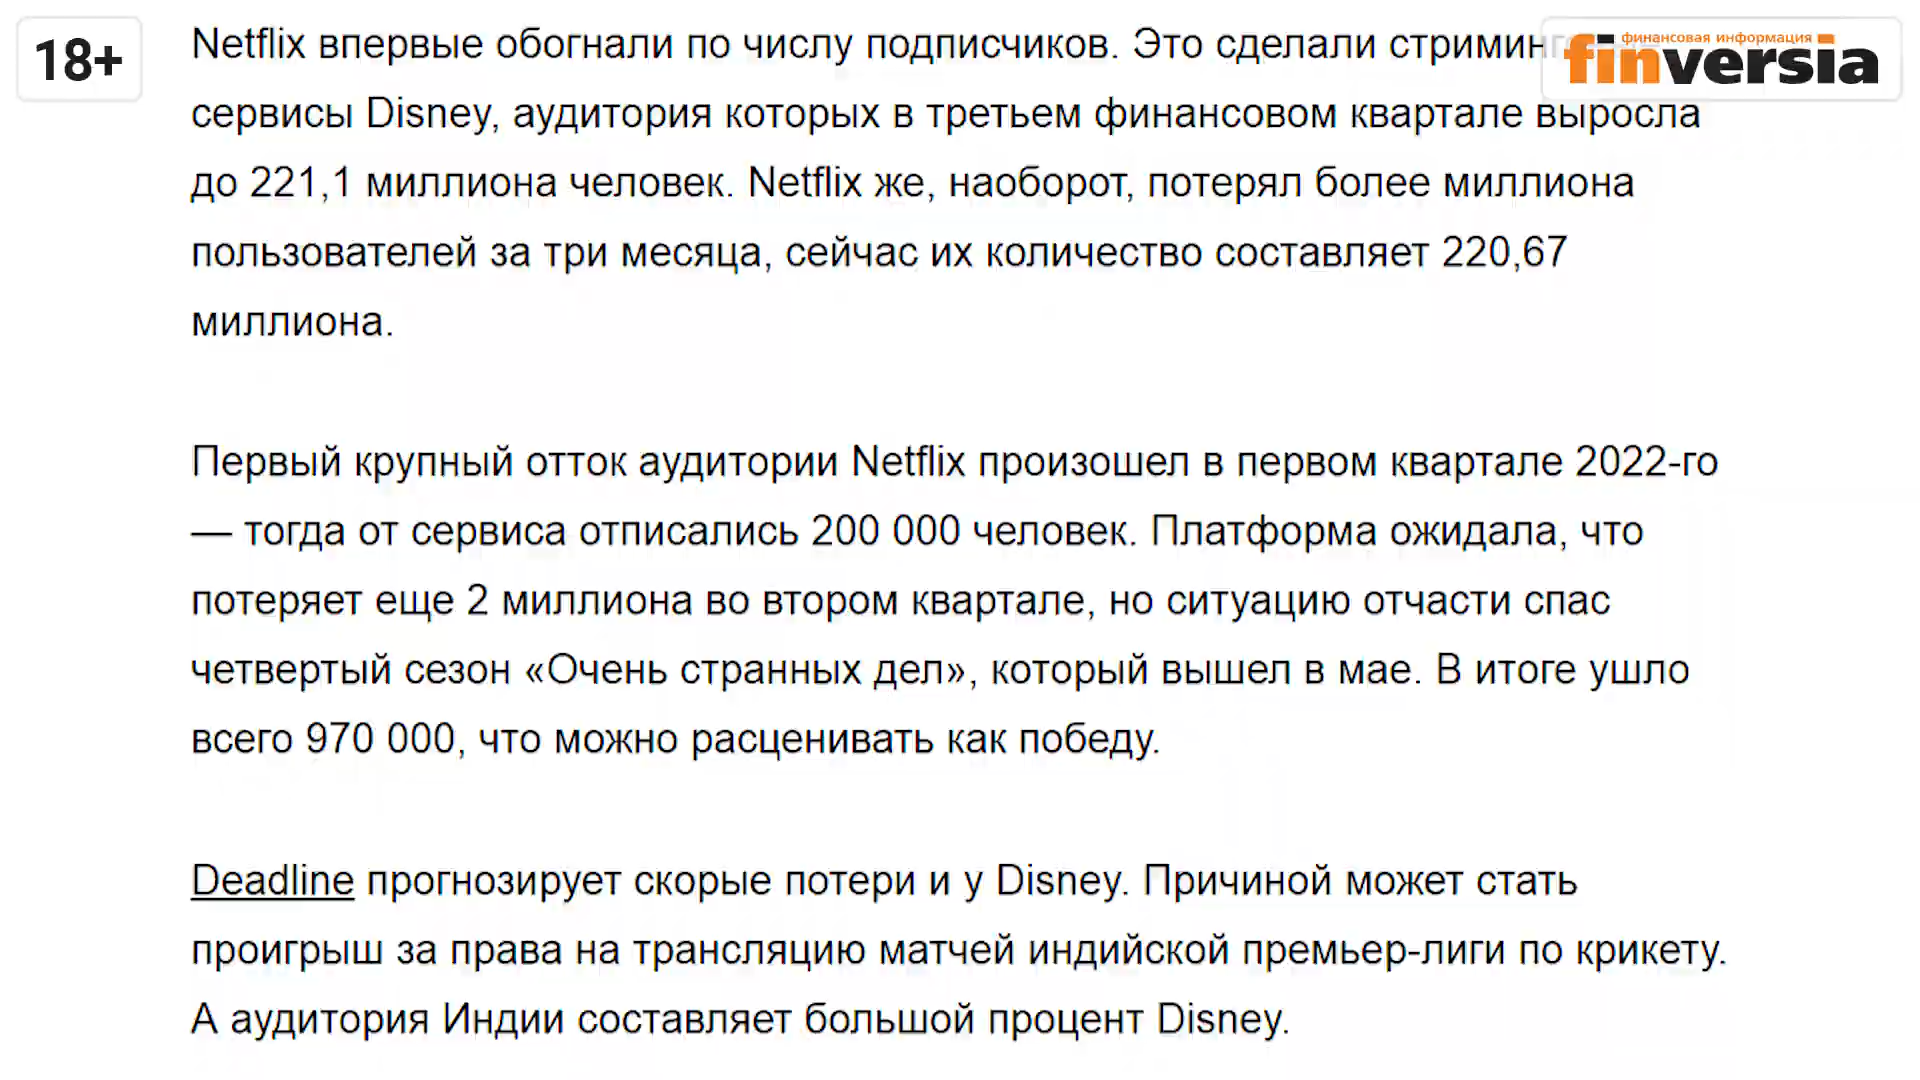 18+
финансовая информация
finversia
Netflix впервые обогнали по числу подписчиков. Это сделали
сервисы Disney, аудитория которых в третьем финансовом квартале выросла
до 221,1 миллиона человек. Netflix же, наоборот, потерял более миллиона
пользователей за три месяца, сейчас их количество составляет 220,67
миллиона.
Первый крупный отток аудитории Netflix произошел в первом квартале 2022-го
— тогда от сервиса отписались 200 000 человек. Платформа ожидала, что
потеряет еще 2 миллиона во втором квартале, но ситуацию отчасти спас
четвертый сезон «Очень странных дел», который вышел в мае. В итоге ушло
всего 970 000, что можно расценивать как победу.
Deadline прогнозирует скорые потери и у Disney. Причиной может стать
проигрыш за права на трансляцию матчей индийской премьер-лиги по крикету.
А аудитория Индии составляет большой процент Disney.